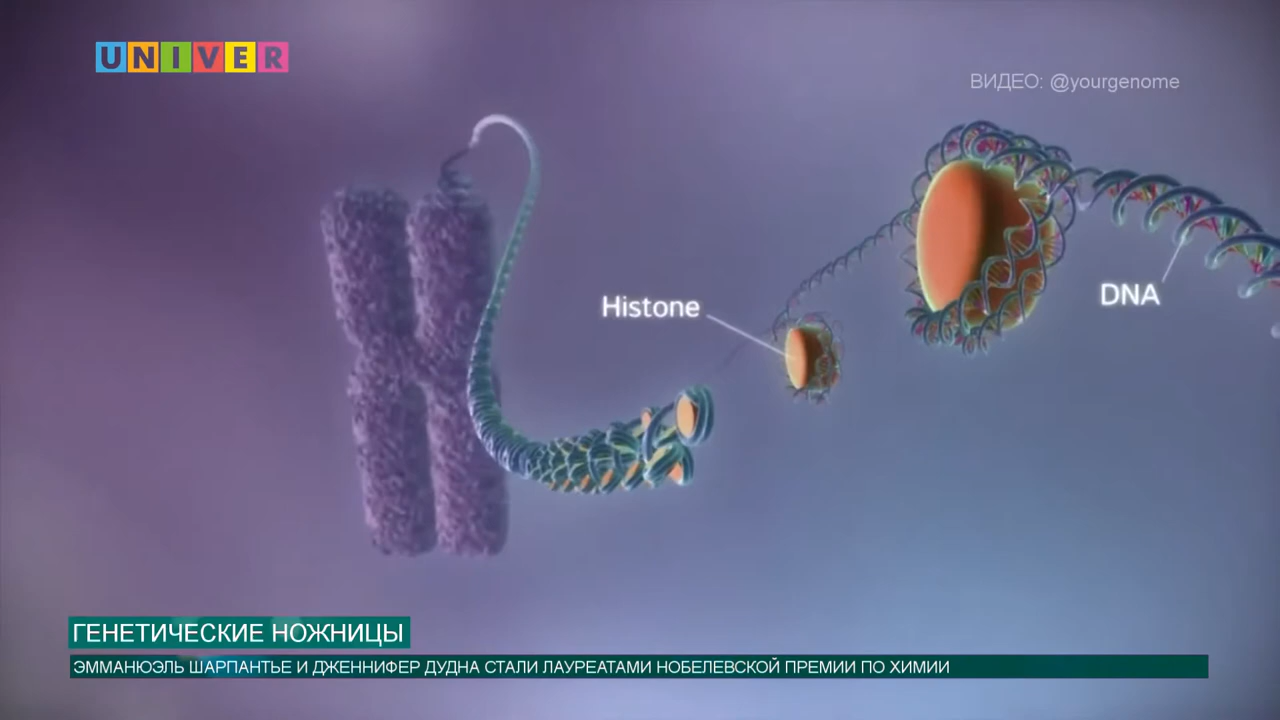 UNIVER
ВИДЕО: @yourgenome
Histone
DNA
ГЕНЕТИЧЕСКИЕ НОЖНИЦЫ
ЭММАНЮЭЛЬ ШАРПАНТЬЕ И ДЖЕННИФЕР ДУДНА СТАЛИ ЛАУРЕАТАМИ НОБЕЛЕВСКОЙ ПРЕМИИ ПО ХИМИИ